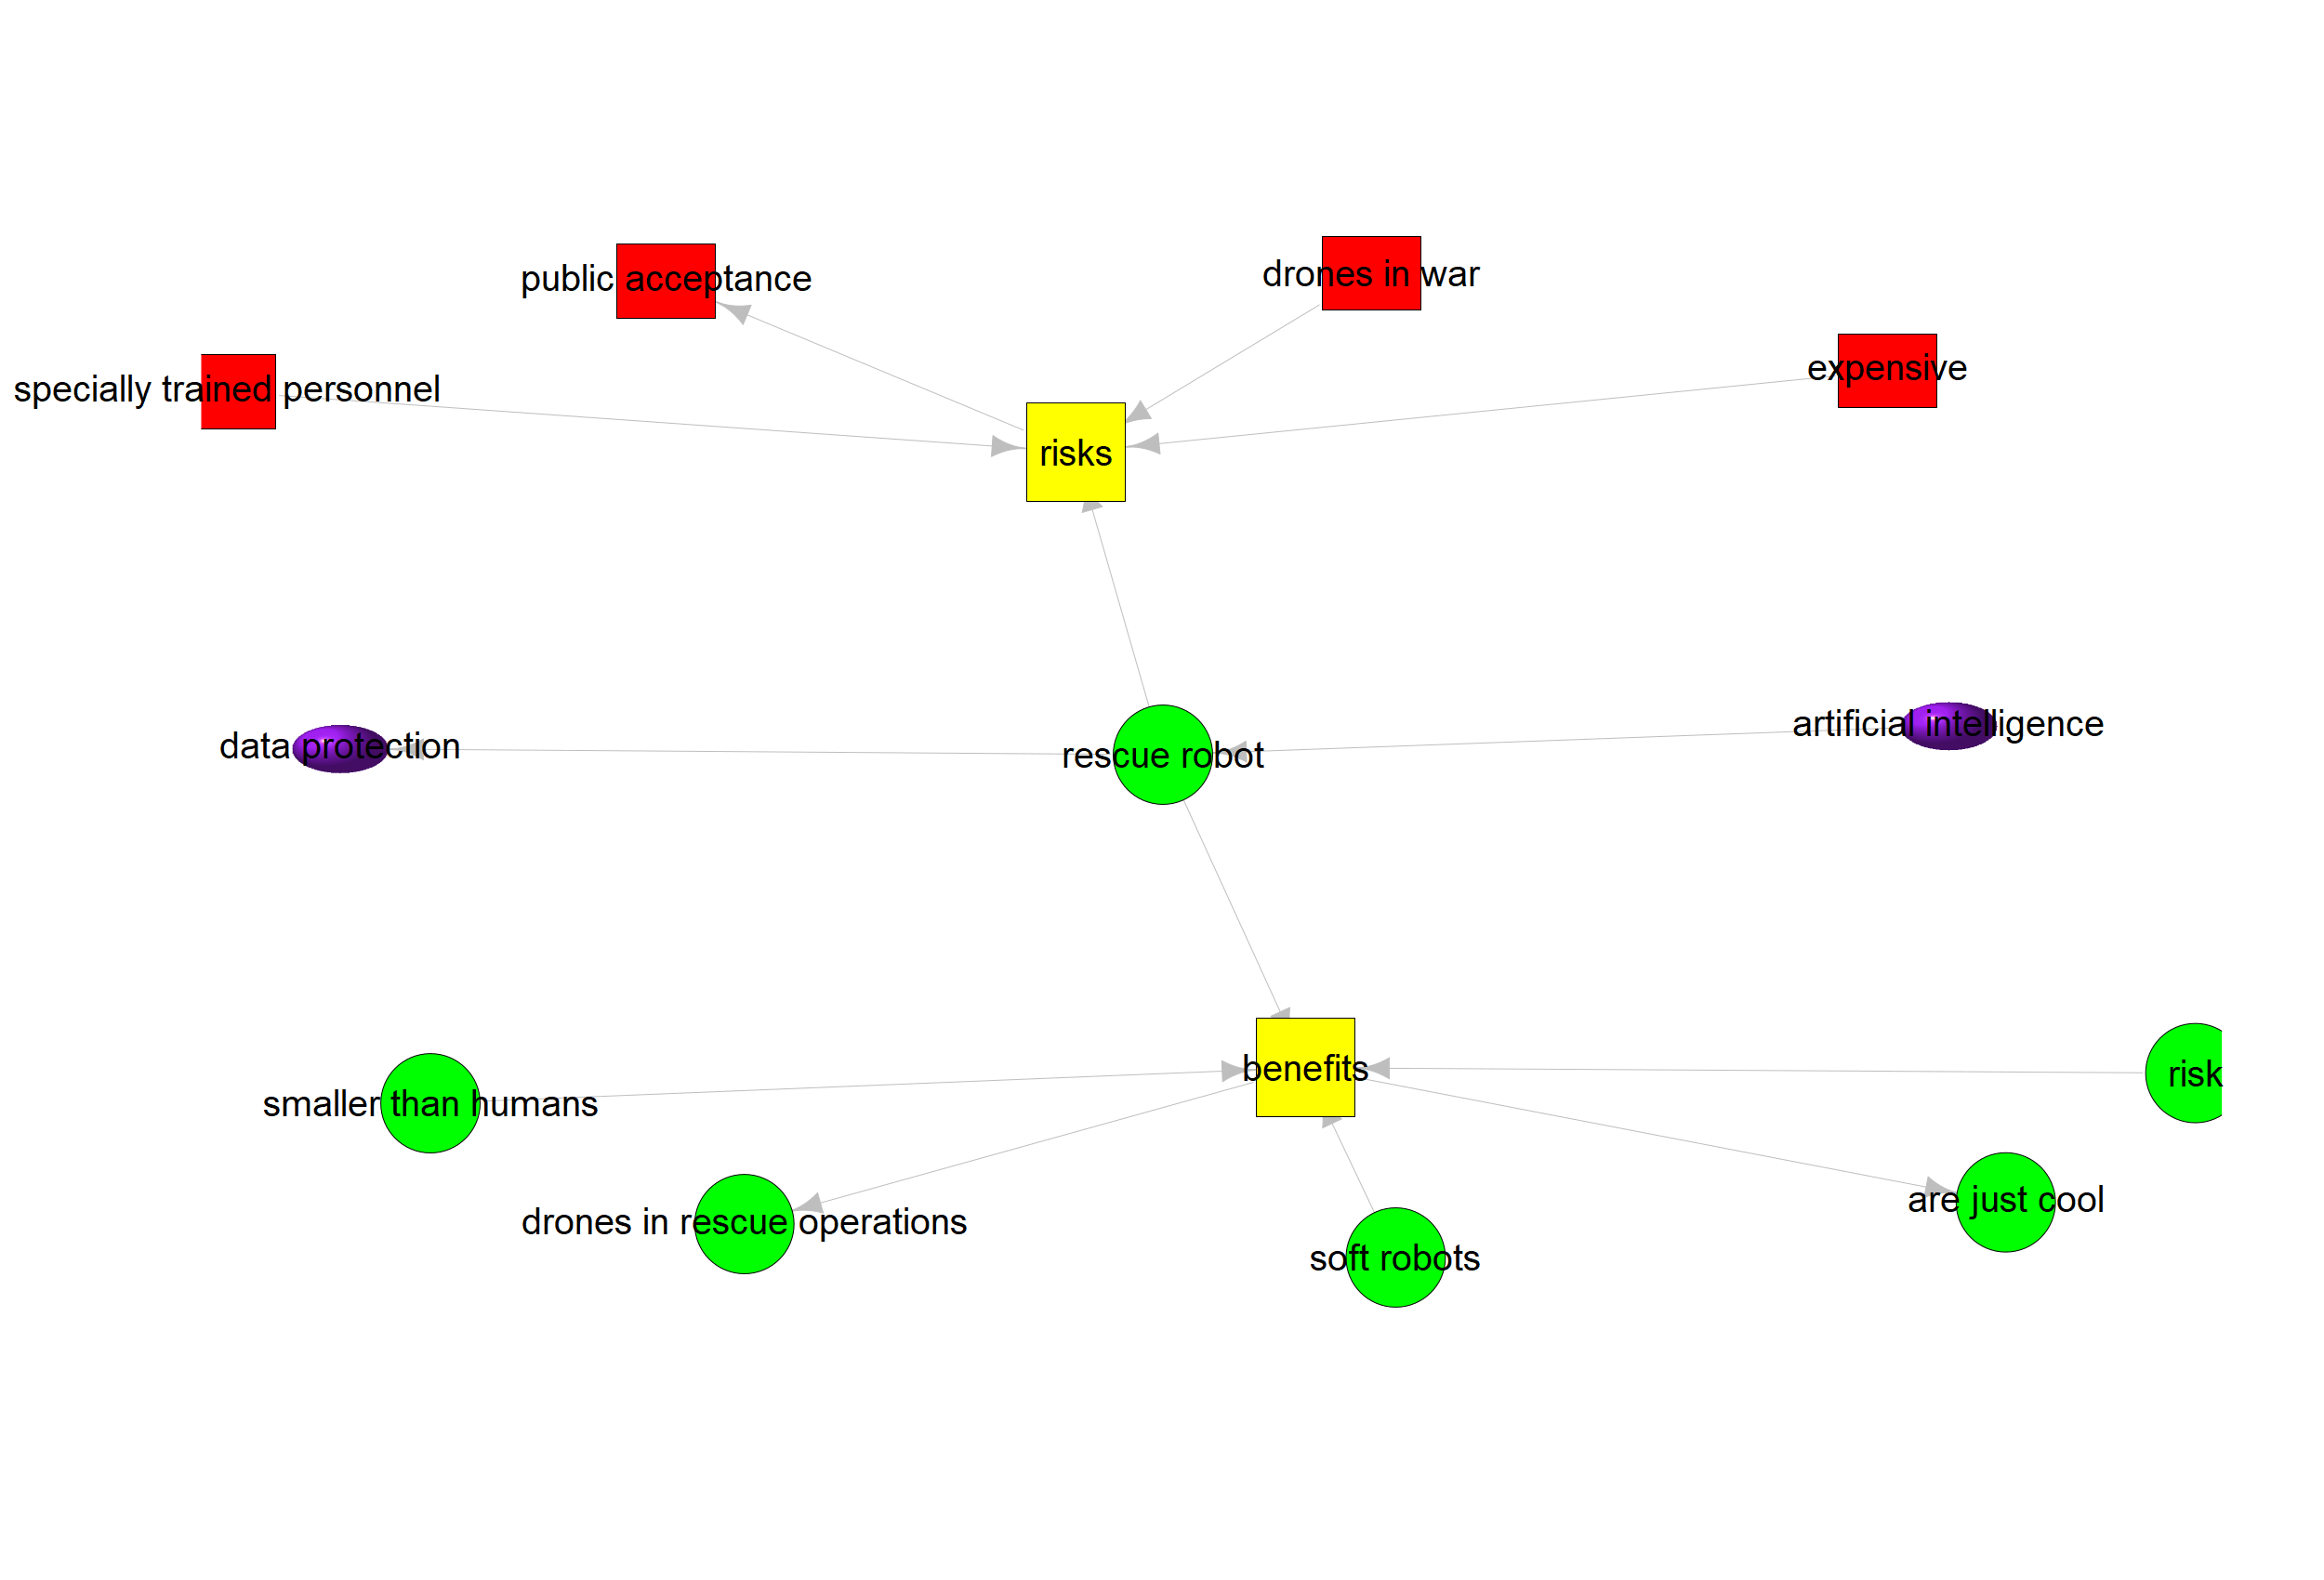 public acceptance
drones in war
specially trained personnel
expensive
risks
data protection
rescue robot
artificial intelligence
benefits
risk
smaller than humans
drones in rescue operations
are just cool
soft robots